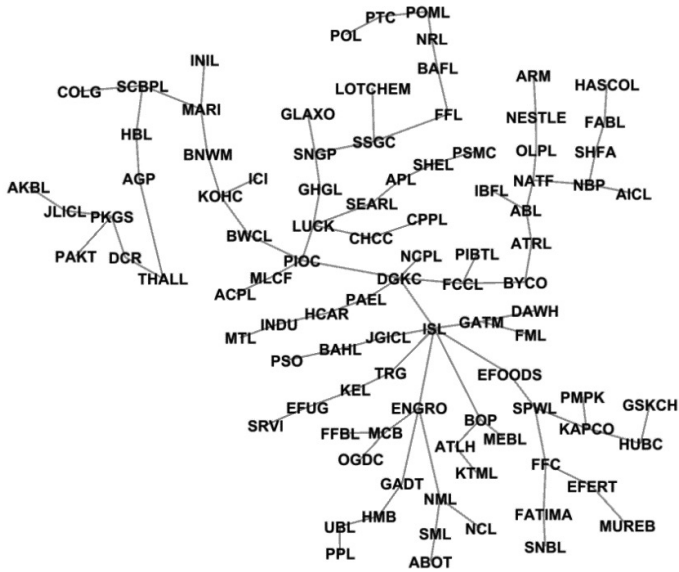 POML
PTC
POL
NRL
INIL
BAFL
ARM
HASCOL
COLG
SCBPL
LOTCHEM
MARI
GLAXO
FFL
NESTLE
FABL
HBL
SSGC
BNWM
SNGP
PSMC
OLPL
SHFA
SHEL
AGP
ICI
APL
NATF
NBP
AKBL
KOHC
GHGL
IBFL
AICL
JLICL
PKGS
SEARL
ABL
LUCK
CPPL
BWCL
CHCC
ATRL
PAKT
DCR
PIOC
NCPL
PIBTL
THALL
MLCF
DGKC
FCCL
BYCO
ACPL
PAEL
HCAR
DAWH
INDU
ISL
GATM
MTL
JGICL
FML
BAHL
PSO
TRG
EFOODS
KEL
PMPK
EFUG
ENGRO
SPWL
GSKCH
BOP
SRVI
KAPCO
FFBL
MCB
MEBL
ATLH
HUBC
OGDC
FFC
KTML
GADT
EFERT
NML
HMB
FATIMA
UBL
NCL
MUREB
SML
SNBL
PPL
ABOT